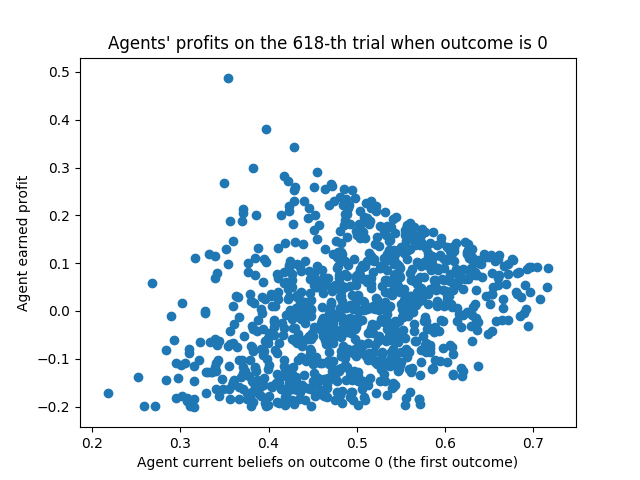 Agents' profits on the 618-th trial when outcome is 0
0.5
0.4
0.3
0.2
0.1
0.0
−0.1
−0.2
Agent earned profit
0.2 0.3 0.4 0.5 0.6 0.7
Agent current beliefs on outcome 0 (the first outcome)